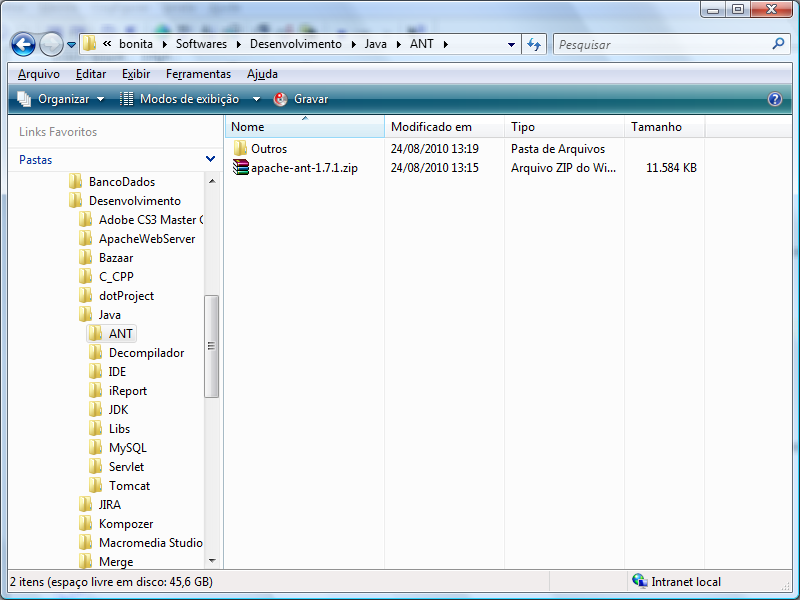 « bonita Softwares Desenvolvimento Java ANT
Pesquisar
Arquivo Editar Exibir Ferramentas Ajuda
Organizar Modos de exibição Gravar
Links Favoritos
Pastas
BancoDados
Desenvolvimento
Adobe CS3 Master C
ApacheWebServer
Bazaar
C_CPP
dotProject
Java
ANT
Decompilador
IDE
iReport
JDK
Libs
MySQL
Servlet
Tomcat
JIRA
Kompozer
Macromedia Studio
Merge
Nome Modificado em Tipo Tamanho
Outros 24/08/2010 13:19 Pasta de Arquivos
apache-ant-1.7.1.zip 24/08/2010 13:15 Arquivo ZIP do Wi... 11.584 KB
2 itens (espaço livre em disco: 45,6 GB) Intranet local